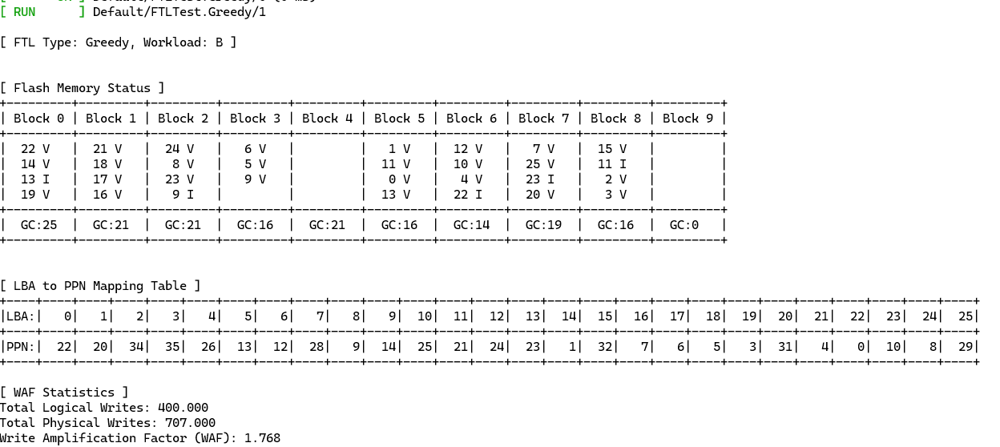 [ RUN      ] Default/FTLTest.Greedy/1
[ FTL Type: Greedy, Workload: B ]
[ Flash Memory Status ]
+---------+---------+---------+---------+---------+---------+---------+---------+---------+---------+
| Block 0 | Block 1 | Block 2 | Block 3 | Block 4 | Block 5 | Block 6 | Block 7 | Block 8 | Block 9 |
+---------+---------+---------+---------+---------+---------+---------+---------+---------+---------+
|  22 V   |  21 V   |  24 V   |   6 V   |         |   1 V   |  12 V   |   7 V   |  15 V   |         |
|  14 V   |  18 V   |   8 V   |   5 V   |         |  11 V   |  10 V   |  25 V   |  11 I   |         |
|  13 I   |  17 V   |  23 V   |   9 V   |         |   0 V   |   4 V   |  23 I   |   2 V   |         |
|  19 V   |  16 V   |   9 I   |         |         |  13 V   |  22 I   |  20 V   |   3 V   |         |
+---------+---------+---------+---------+---------+---------+---------+---------+---------+---------+
|  GC:25  |  GC:21  |  GC:21  |  GC:16  |  GC:21  |  GC:16  |  GC:14  |  GC:19  |  GC:16  |  GC:0   |
+---------+---------+---------+---------+---------+---------+---------+---------+---------+---------+
[ LBA to PPN Mapping Table ]
+----+----+----+----+----+----+----+----+----+----+----+----+----+----+----+----+----+----+----+----+----+----+----+----+----+----+----+
|LBA:|   0|   1|   2|   3|   4|   5|   6|   7|   8|   9|  10|  11|  12|  13|  14|  15|  16|  17|  18|  19|  20|  21|  22|  23|  24|  25|
+----+----+----+----+----+----+----+----+----+----+----+----+----+----+----+----+----+----+----+----+----+----+----+----+----+----+----+
|PPN:|  22|  20|  34|  35|  26|  13|  12|  28|   9|  14|  25|  21|  24|  23|   1|  32|   7|   6|   5|   3|  31|   4|   0|  10|   8|  29|
+----+----+----+----+----+----+----+----+----+----+----+----+----+----+----+----+----+----+----+----+----+----+----+----+----+----+----+
[ WAF Statistics ]
Total Logical Writes: 400.000
Total Physical Writes: 707.000
Write Amplification Factor (WAF): 1.768